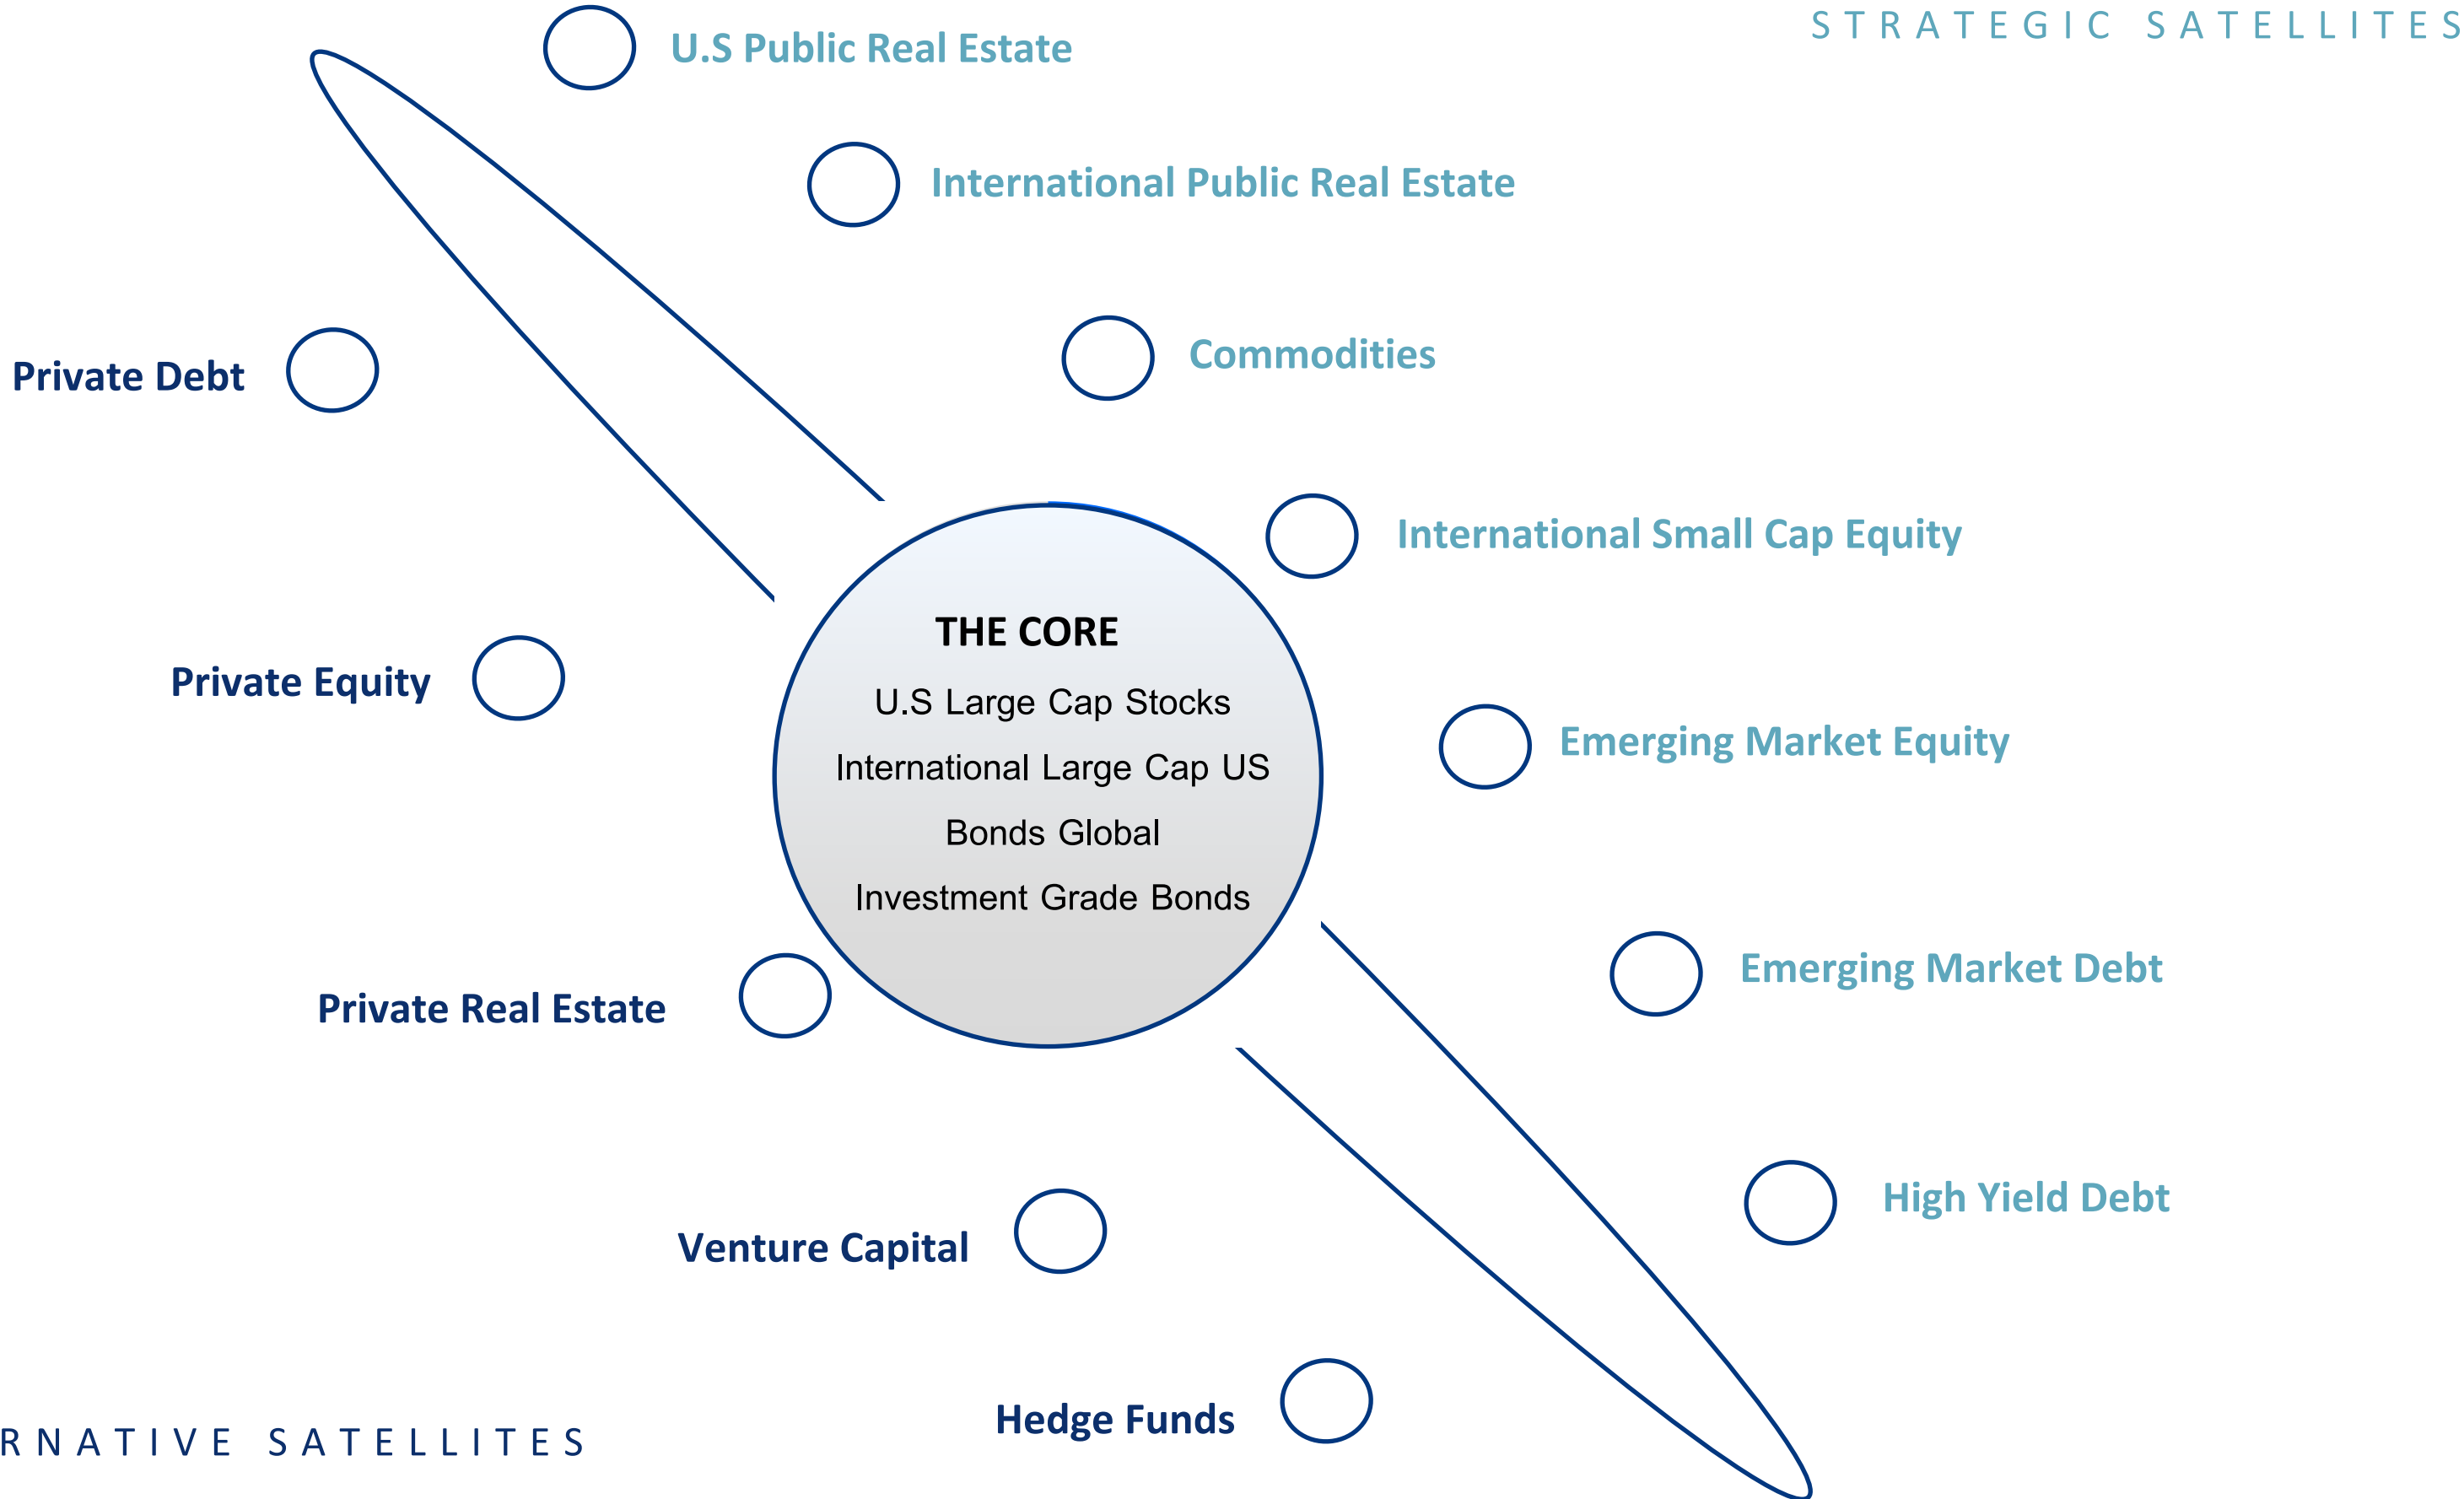 STRATEGIC SATELLITES
U.S Public Real Estate
International Public Real Estate
Commodities
Private Debt
International Small Cap Equity
THE CORE
U.S Large Cap Stocks
International Large Cap US
Bonds Global
Investment Grade Bonds
Private Equity
Emerging Market Equity
Emerging Market Debt
Private Real Estate
High Yield Debt
Venture Capital
Hedge Funds
RNATIVE SATELLITES